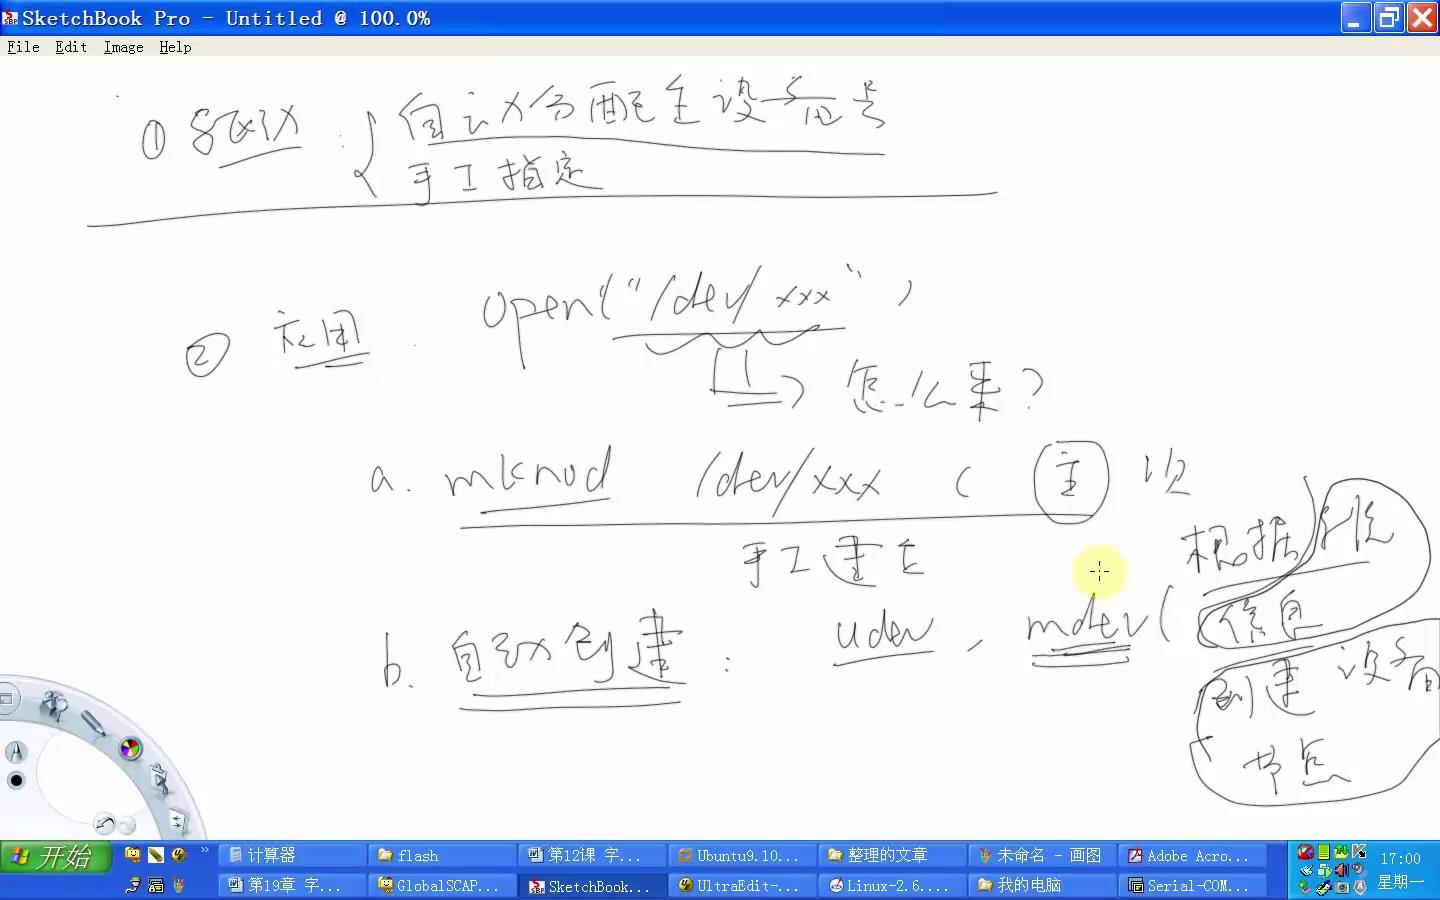 SketchBook Pro - Untitled @ 100.0%
File Edit Image Help
① 驱动: 自动分配主设备号
手工指定
② 应用. open("/dev/xxx",
怎么来?
a. mknod /dev/xxx c 主 次
手工建立
b. 自动创建: udev, mdev(
根据系统
信息
创建 设备
节点
开始 计算器 flash 第12课 字... Ubuntu9.10... 整理的文章 未命名 - 画图 Adobe Acro... 17:00
第19章 字... GlobalSCAP... SketchBook... UltraEdit-... Linux-2.6.... 我的电脑 Serial-COM... 星期一